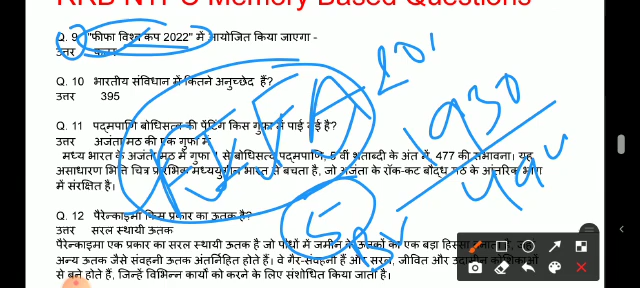 RRB NTPC Memory Based Questions
Q. 9 "फीफा विश्व कप 2022" में आयोजित किया जाएगा -
उत्तर कतर
Q. 10 भारतीय संविधान में कितने अनुच्छेद हैं?
उत्तर 395
Q. 11 पद्मपाणि बोधिसत्व की पेंटिंग किस गुफा में पाई गई है?
उत्तर अजंता मठ की एक गुफा में
मध्य भारत के अजंता मठ में गुफा से बोधिसत्व पद्मपाणि, 5 वीं शताब्दी के अंत में, 477 की संभावना। यह
असाधारण भित्ति चित्र प्रारंभिक मध्ययुगीन भारत से बचता है, जो अजंता के रॉक-कट बौद्ध मठ के आंतरिक भाग
में संरक्षित है।
Q. 12 पैरेन्काइमा किस प्रकार का ऊतक है?
उत्तर सरल स्थायी ऊतक
पैरेन्काइमा एक प्रकार का सरल स्थायी ऊतक है जो पौधों में जमीन के ऊतकों का एक बड़ा हिस्सा बनाता है,
अन्य ऊतक जैसे संवहनी ऊतक अंतर्निहित होते हैं। वे गैर-संवहनी हैं और सरल, जीवित और
से बने होते हैं, जिन्हें विभिन्न कार्यों को करने के लिए संशोधित किया जाता है।
FIFA
201
1930
5
Br